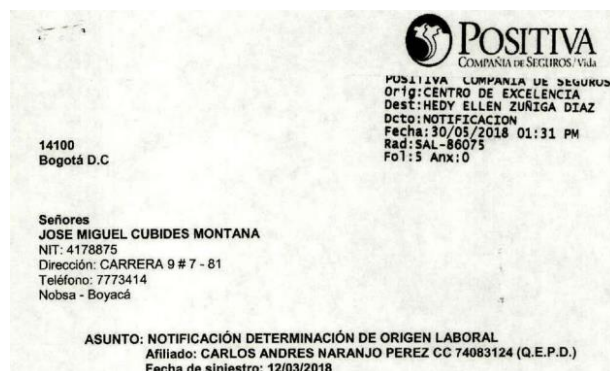 POSITIVA
COMPAÑIA DE SEGUROS / Vida
POSITIVA COMPAÑIA DE SEGUROS
Orig:CENTRO DE EXCELENCIA
Dest:HEDY ELLEN ZUÑIGA DIAZ
Dcto:NOTIFICACION
Fecha:30/05/2018 01:31 PM
Rad:SAL-86075
Fol:5 Anx:0
14100
Bogotá D.C
Señores
JOSE MIGUEL CUBIDES MONTANA
NIT: 4178875
Dirección: CARRERA 9 # 7 - 81
Teléfono: 7773414
Nobsa - Boyacá
ASUNTO: NOTIFICACIÓN DETERMINACIÓN DE ORIGEN LABORAL
Afiliado: CARLOS ANDRES NARANJO PEREZ CC 74083124 (Q.E.P.D.)
Fecha de siniestro: 12/03/2018